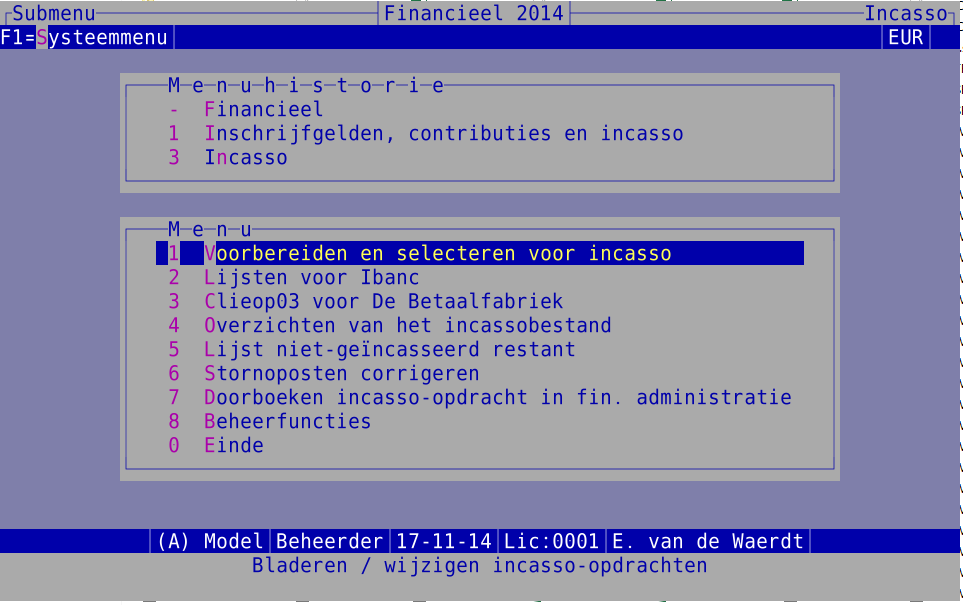 Submenu Financieel 2014 Incasso
F1=Systeemmenu EUR
Menuhistorie
- Financieel
1 Inschrijfgelden, contributies en incasso
3 Incasso
Menu
1 Voorbereiden en selecteren voor incasso
2 Lijsten voor Ibanc
3 Clieop03 voor De Betaalfabriek
4 Overzichten van het incassobestand
5 Lijst niet-geïncasseerd restant
6 Stornoposten corrigeren
7 Doorboeken incasso-opdracht in fin. administratie
8 Beheerfuncties
0 Einde
(A) Model Beheerder 17-11-14 Lic:0001 E. van de Waerdt
Bladeren / wijzigen incasso-opdrachten